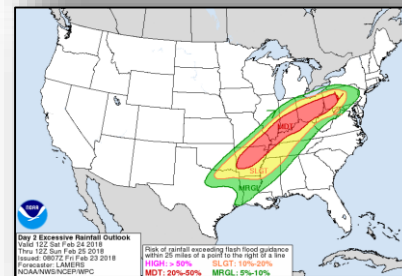 MDT
SLGT
MRGL
Day 2 Excessive Rainfall Outlook
Valid 12Z Sat Feb 24 2018
Thru 12Z Sun Feb 25 2018
Issued: 0807Z Fri Feb 23 2018
Forecaster: LAMERS
NOAA/NWS/NCEP/WPC
Risk of rainfall exceeding flash flood guidance
within 25 miles of a point to the right of a line
HIGH: > 50% SLGT: 10%-20%
MDT: 20%-50% MRGL: 5%-10%